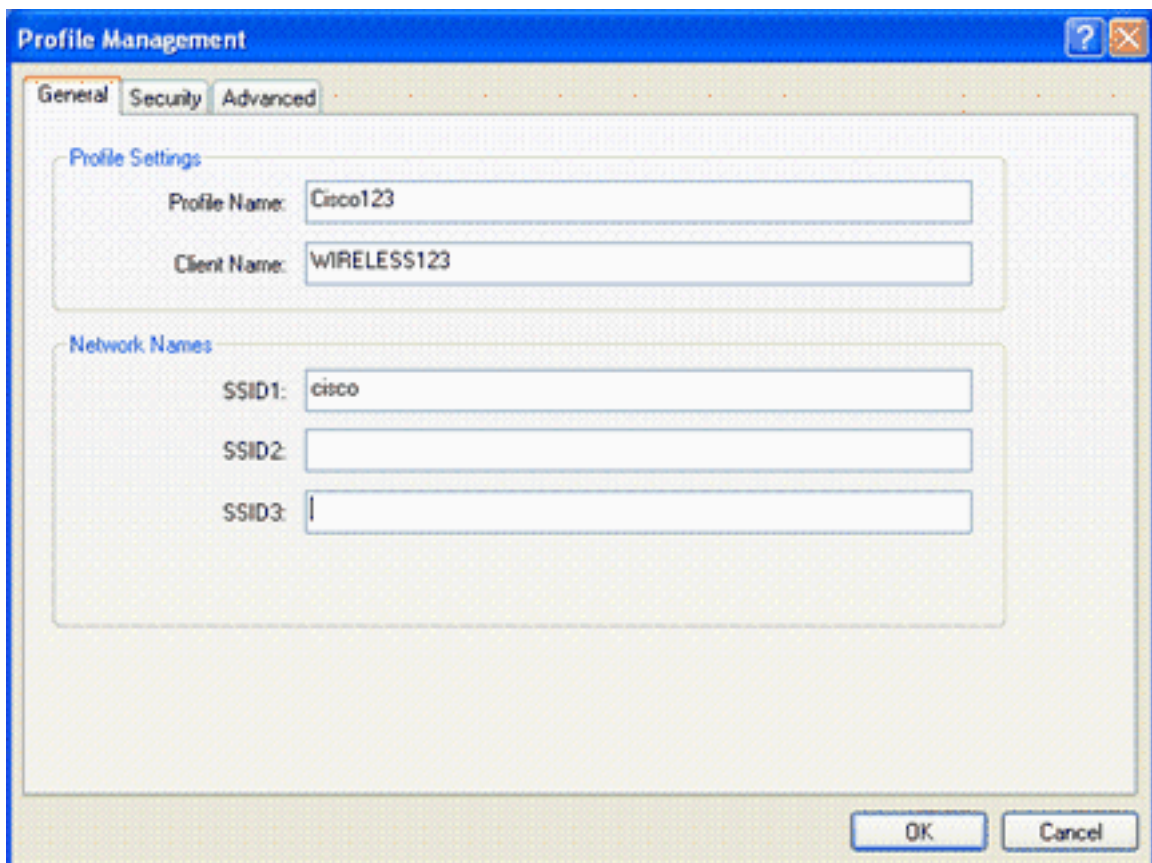 Profile Management
General Security Advanced
Profile Settings
Profile Name: Cisco123
Client Name: WIRELESS123
Network Names
SSID1: cisco
SSID2:
SSID3:
OK Cancel